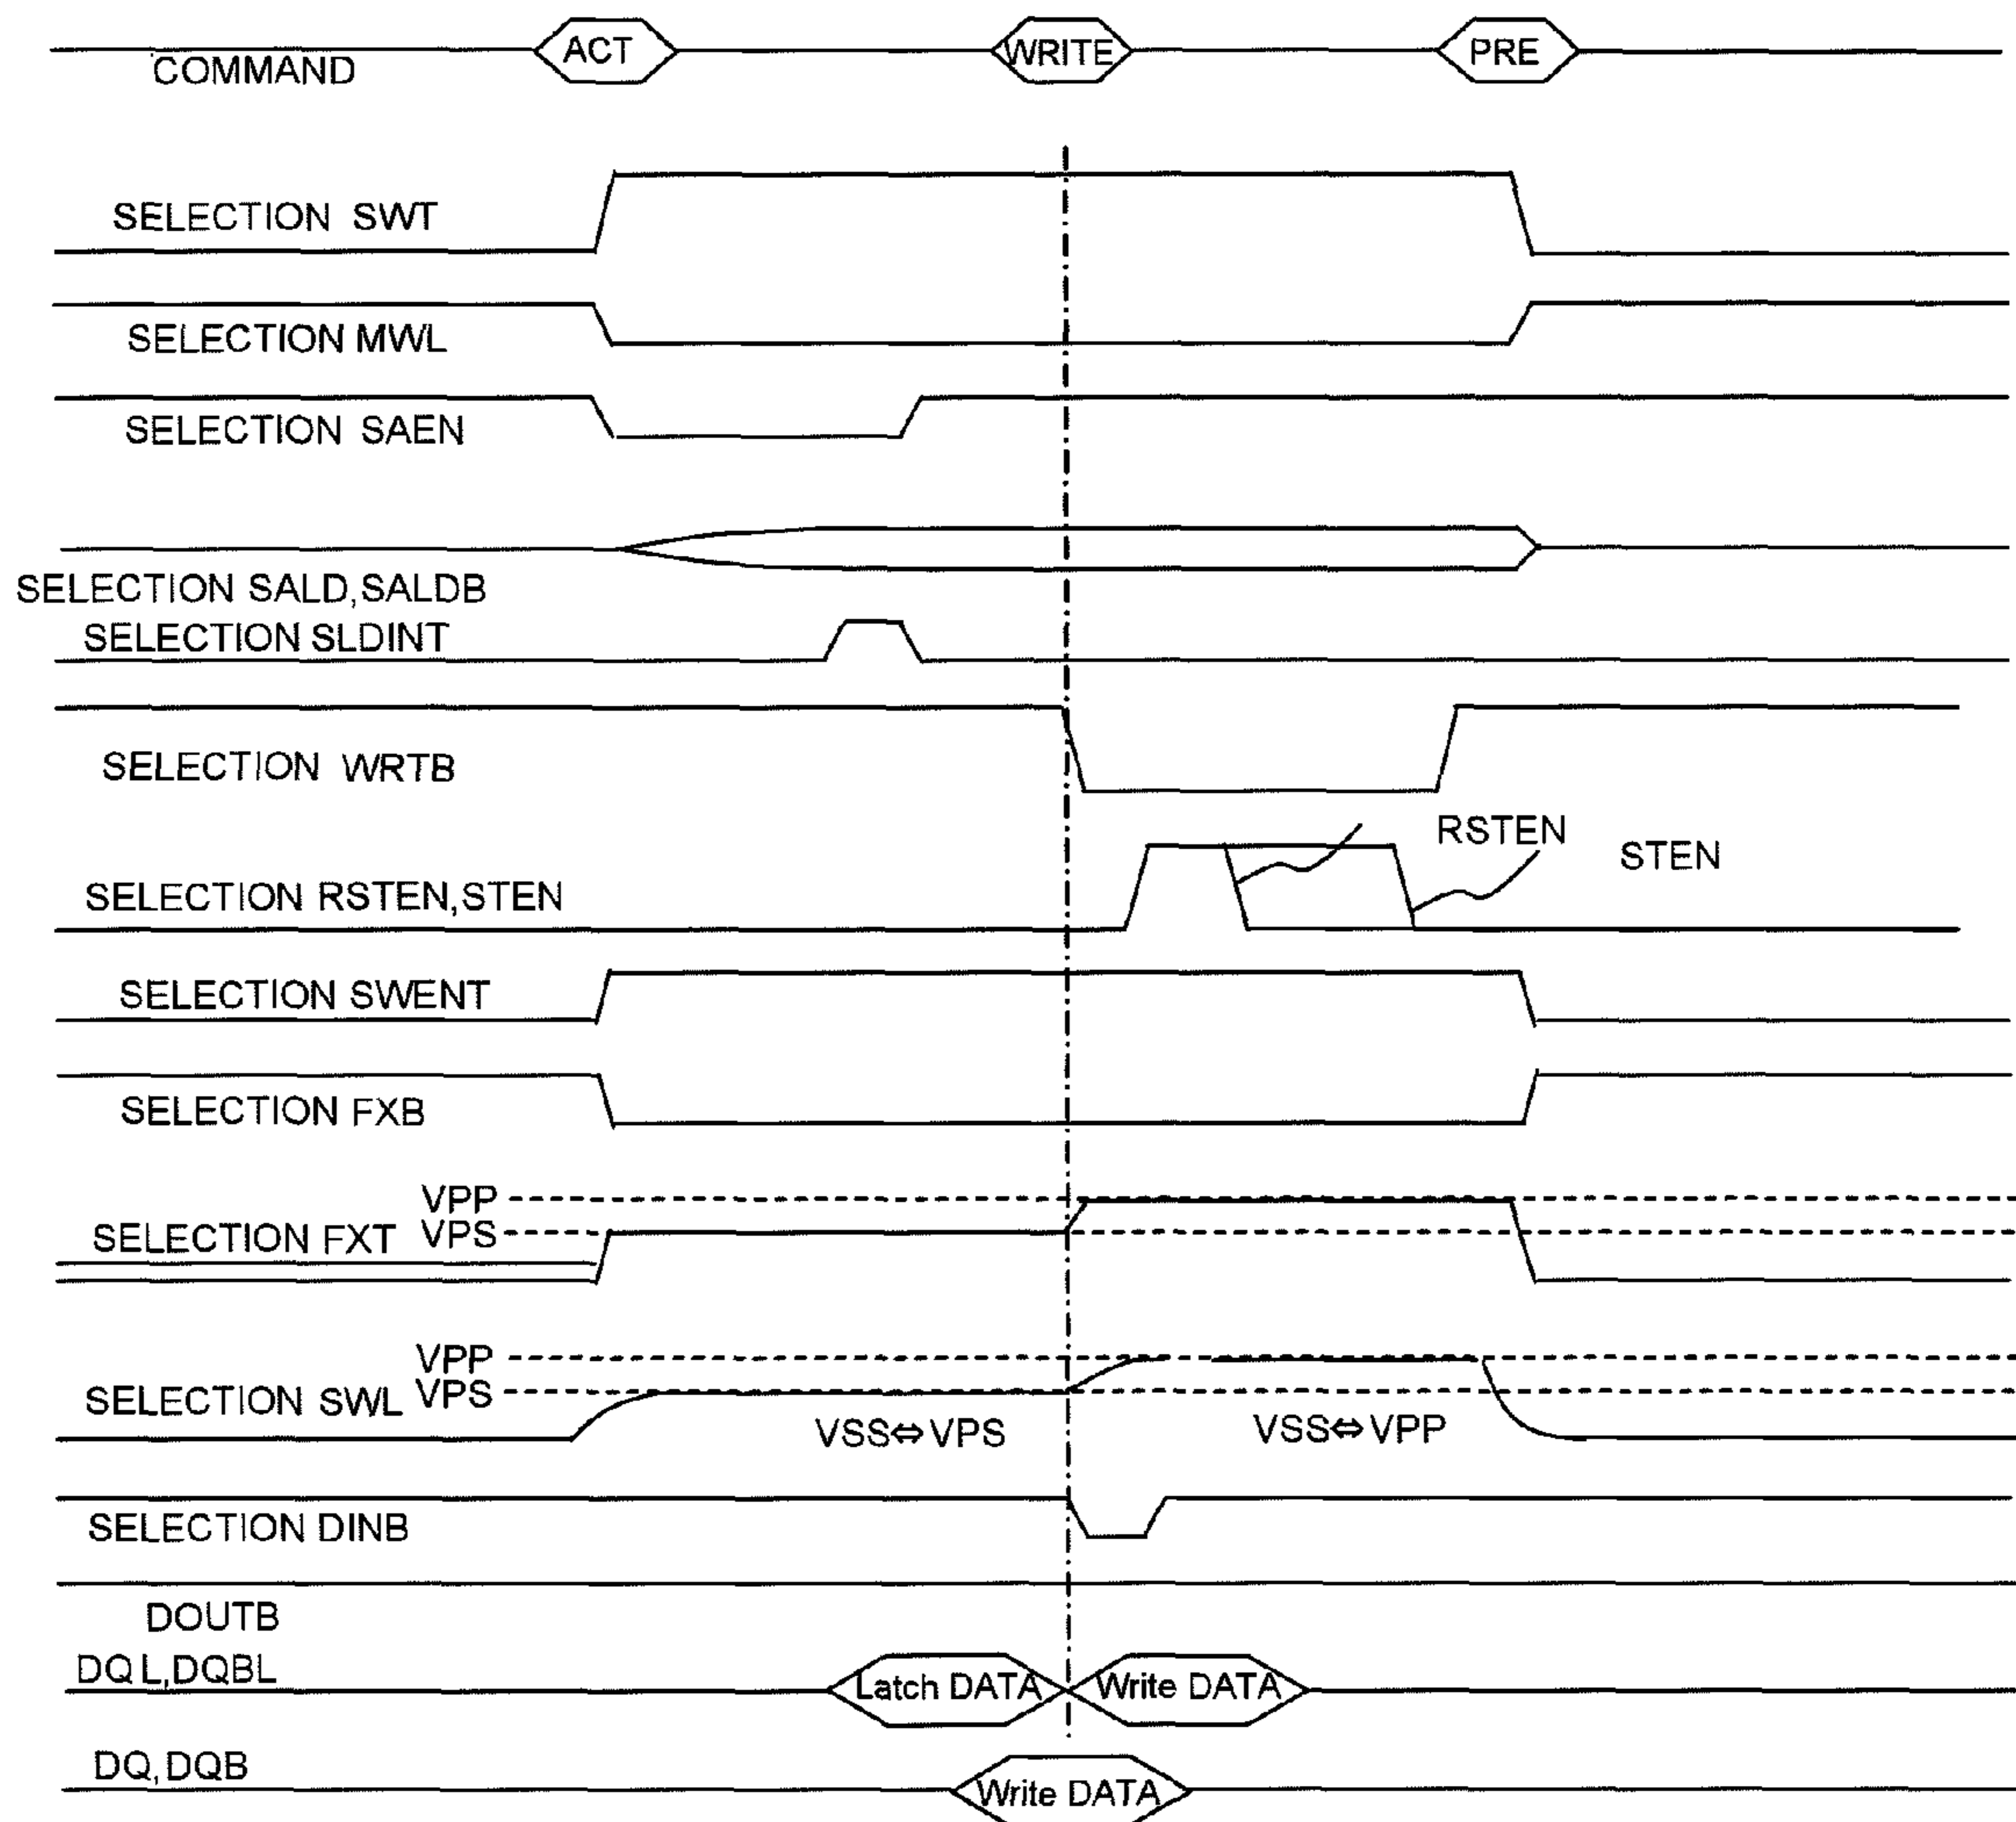 ACT WRITE PRE
COMMAND
SELECTION SWT
SELECTION MWL
SELECTION SAEN
SELECTION SALD,SALDB
SELECTION SLDINT
SELECTION WRTB
RSTEN
STEN
SELECTION RSTEN,STEN
SELECTION SWENT
SELECTION FXB
VPP
SELECTION FXT VPS
VPP
SELECTION SWL VPS
VSS⇔VPS VSS⇔VPP
SELECTION DINB
DOUTB
DQL,DQBL
Latch DATA Write DATA
DQ,DQB
Write DATA